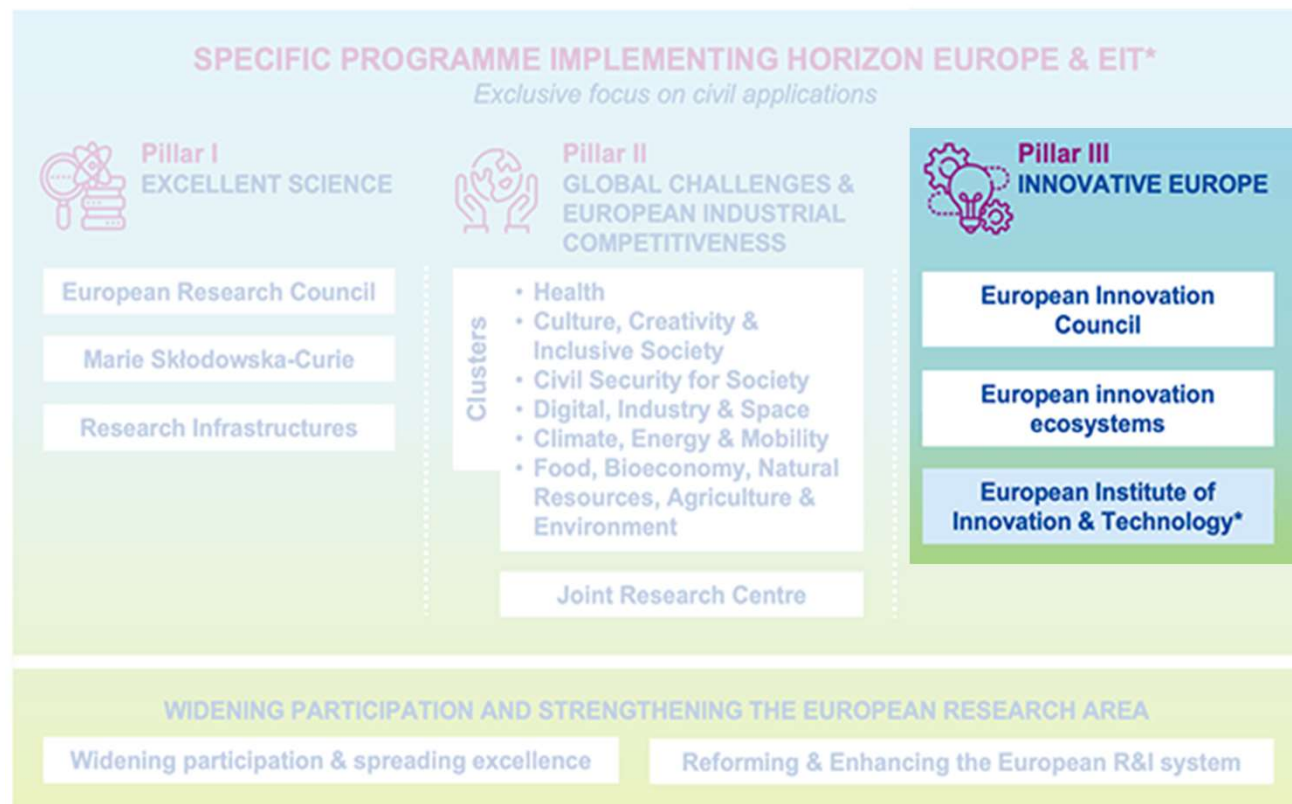 SPECIFIC PROGRAMME IMPLEMENTING HORIZON EUROPE & EIT*
Exclusive focus on civil applications
Pillar I
EXCELLENT SCIENCE
European Research Council
Marie Skłodowska-Curie
Research Infrastructures
Pillar II
GLOBAL CHALLENGES &
EUROPEAN INDUSTRIAL
COMPETITIVENESS
Clusters
• Health
• Culture, Creativity &
Inclusive Society
• Civil Security for Society
• Digital, Industry & Space
• Climate, Energy & Mobility
• Food, Bioeconomy, Natural
Resources, Agriculture &
Environment
Joint Research Centre
Pillar III
INNOVATIVE EUROPE
European Innovation
Council
European innovation
ecosystems
European Institute of
Innovation & Technology*
WIDENING PARTICIPATION AND STRENGTHENING THE EUROPEAN RESEARCH AREA
Widening participation & spreading excellence
Reforming & Enhancing the European R&I system